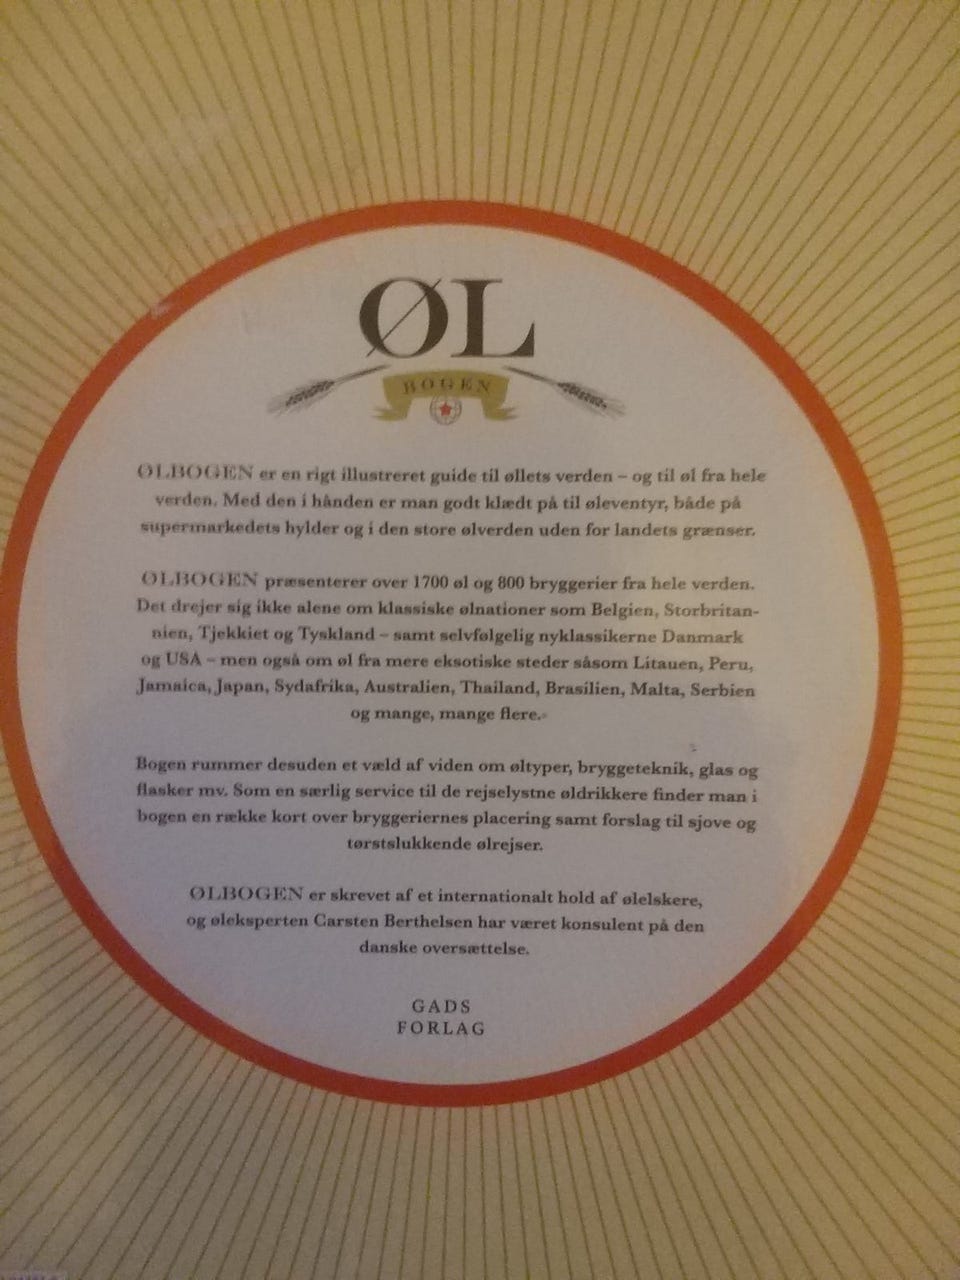 ØL
BOGEN
ØLBOGEN er en rigt illustreret guide til øllets verden – og til øl fra hele
verden. Med den i hånden er man godt klædt på til øleventyr, både på
supermarkedets hylder og i den store ølverden uden for landets grænser.
ØLBOGEN præsenterer over 1700 øl og 800 bryggerier fra hele verden.
Det drejer sig ikke alene om klassiske ølnationer som Belgien, Storbritan-
nien, Tjekkiet og Tyskland – samt selvfølgelig nyklassikerne Danmark
og USA – men også om øl fra mere eksotiske steder såsom Litauen, Peru,
Jamaica, Japan, Sydafrika, Australien, Thailand, Brasilien, Malta, Serbien
og mange, mange flere.
Bogen rummer desuden et væld af viden om øltyper, bryggeteknik, glas og
flasker mv. Som en særlig service til de rejselystne øldrikkere finder man i
bogen en række kort over bryggeriernes placering samt forslag til sjove og
tørstslukkende ølrejser.
ØLBOGEN er skrevet af et internationalt hold af ølelskere,
og øleksperten Carsten Berthelsen har været konsulent på den
danske oversættelse.
GADS
FORLAG